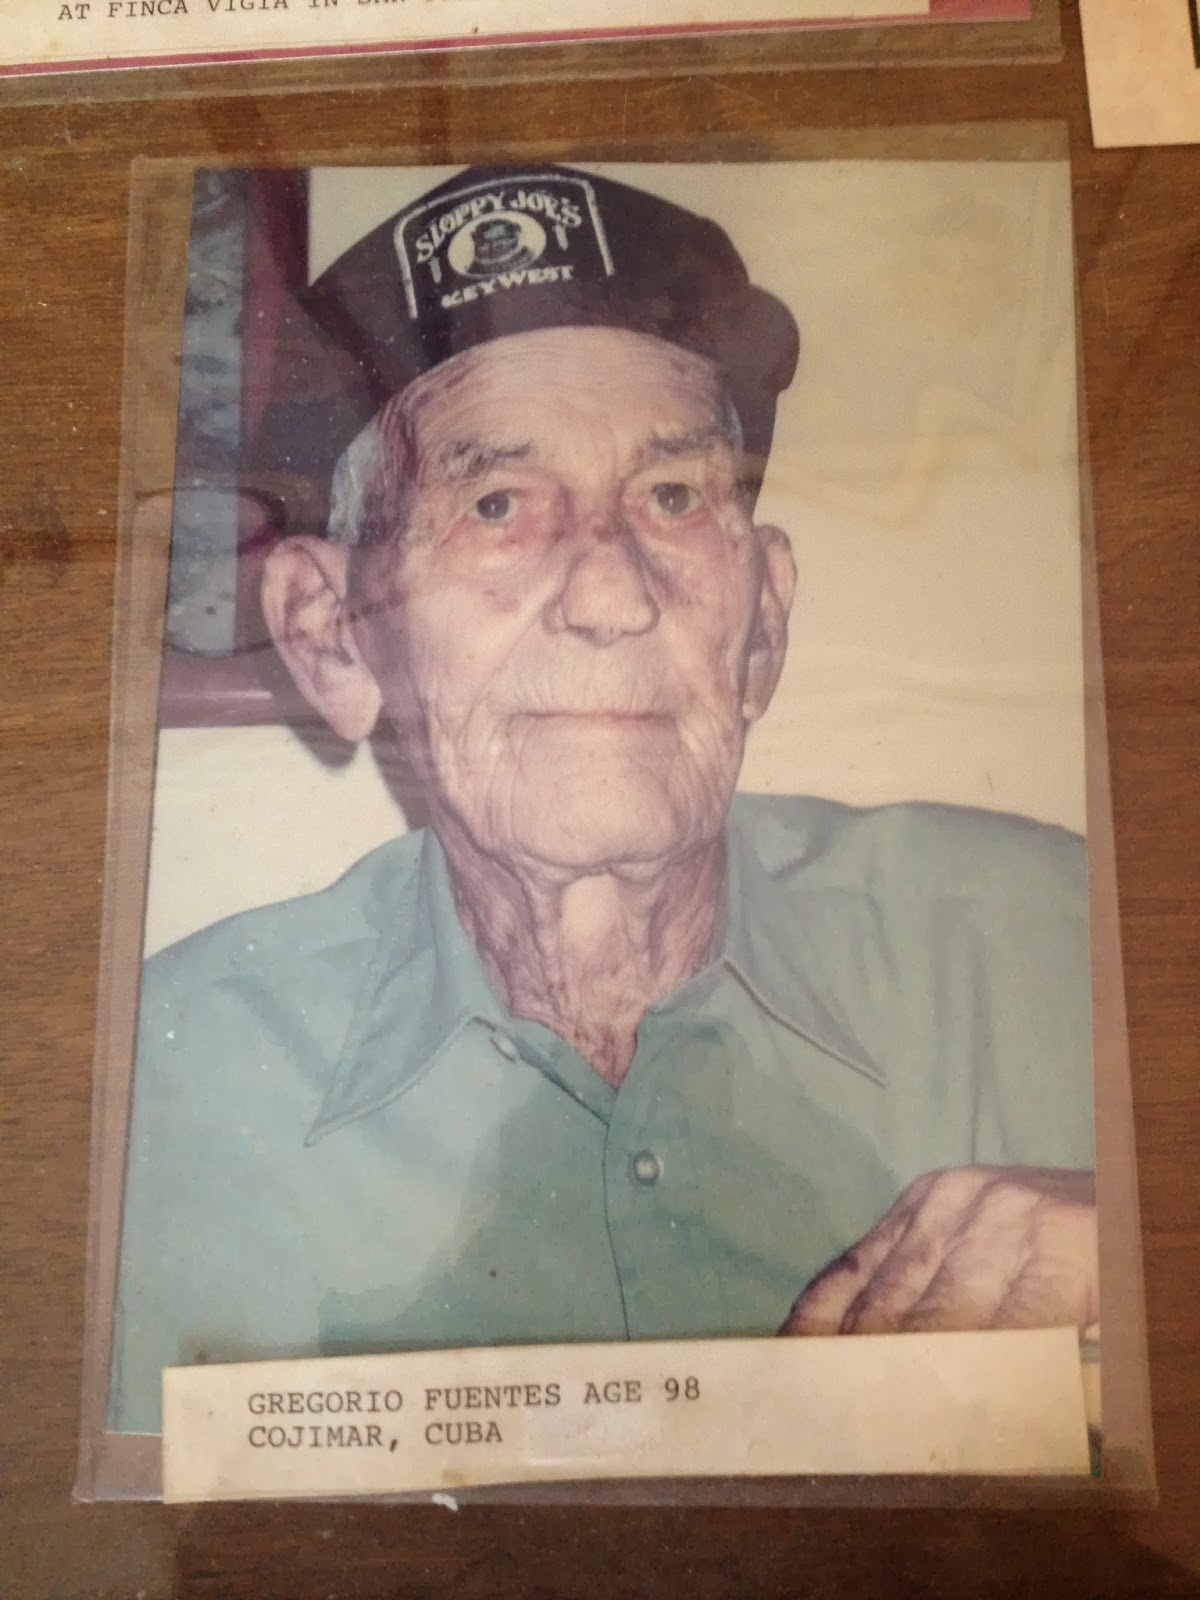 AT FINCA VIGIA IN SAN
SLOPPY JOE'S
KEY WEST
GREGORIO FUENTES AGE 98
COJIMAR, CUBA